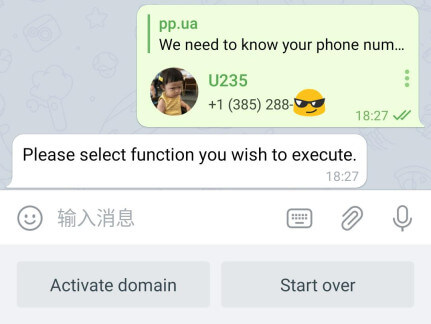 pp.ua
We need to know your phone num...
U235
+1 (385) 288-
18:27
Please select function you wish to execute.
18:27
输入消息
Activate domain
Start over